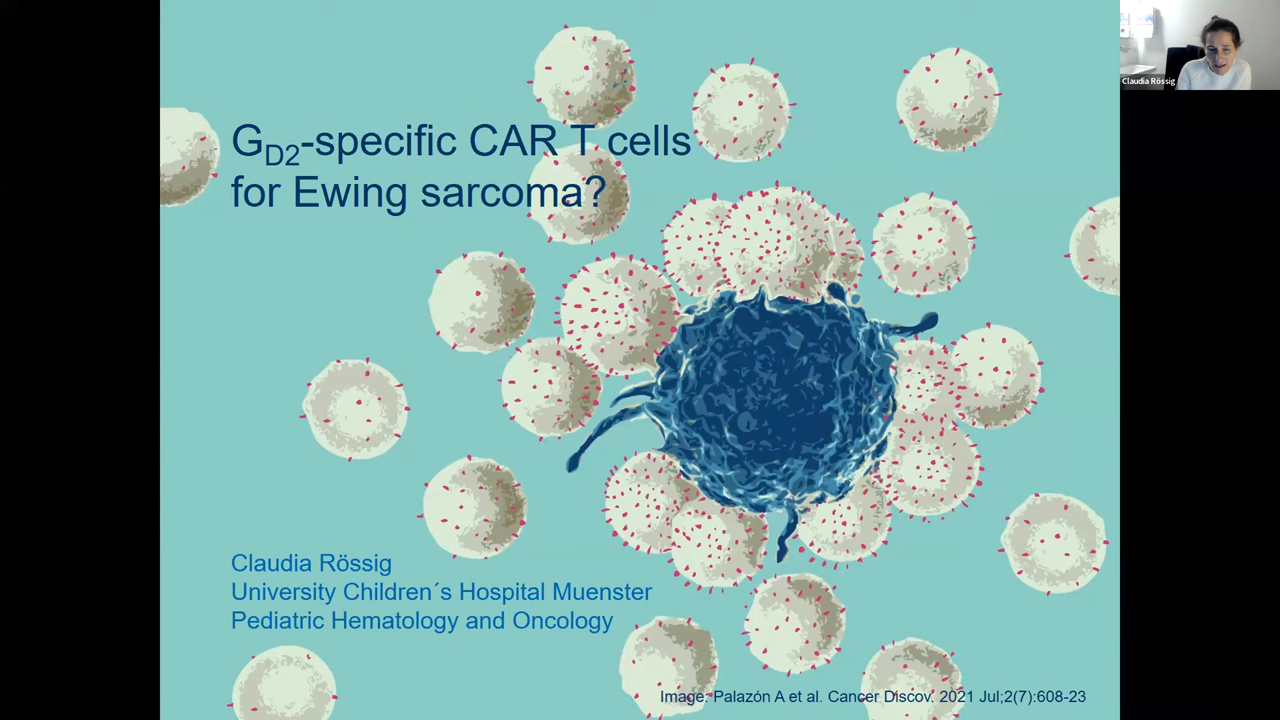 G_D2-specific CAR T cells
for Ewing sarcoma?
Claudia Rössig
Claudia Rössig
University Children´s Hospital Muenster
Pediatric Hematology and Oncology
Image: Palazón A et al. Cancer Discov. 2021 Jul;2(7):608-23